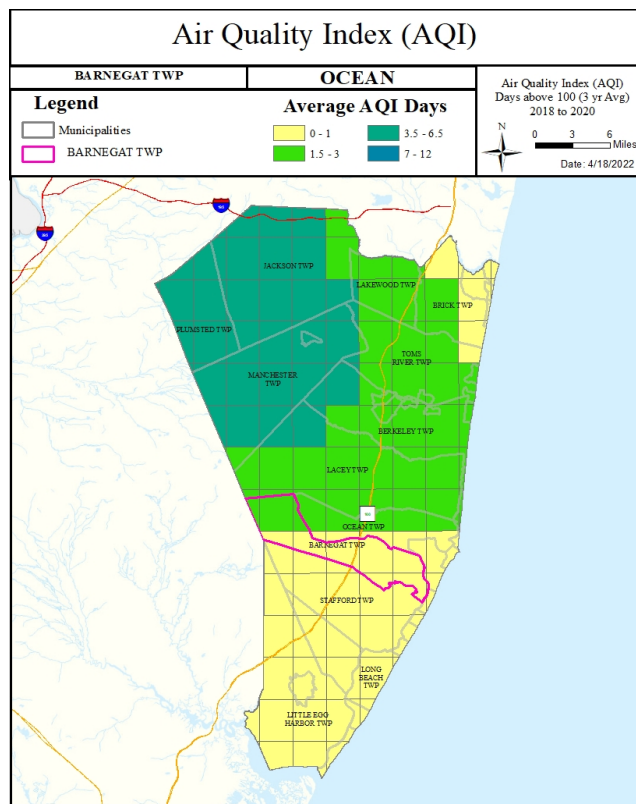 Air Quality Index (AQI)
BARNEGAT TWP
OCEAN
Legend
Municipalities
BARNEGAT TWP
Average AQI Days
0 - 1
3.5 - 6.5
1.5 - 3
7 - 12
Air Quality Index (AQI)
Days above 100 (3 yr Avg)
2018 to 2020
N
0 3 6
Miles
Date: 4/18/2022
JACKSON TWP
LAKEWOOD TWP
BRICK TWP
PLUMSTED TWP
TOMS
RIVER TWP
MANCHESTER
TWP
BERKELEY TWP
LACEY TWP
OCEAN TWP
BARNEGAT TWP
STAFFORD TWP
LONG
BEACH
TWP
LITTLE EGG
HARBOR TWP